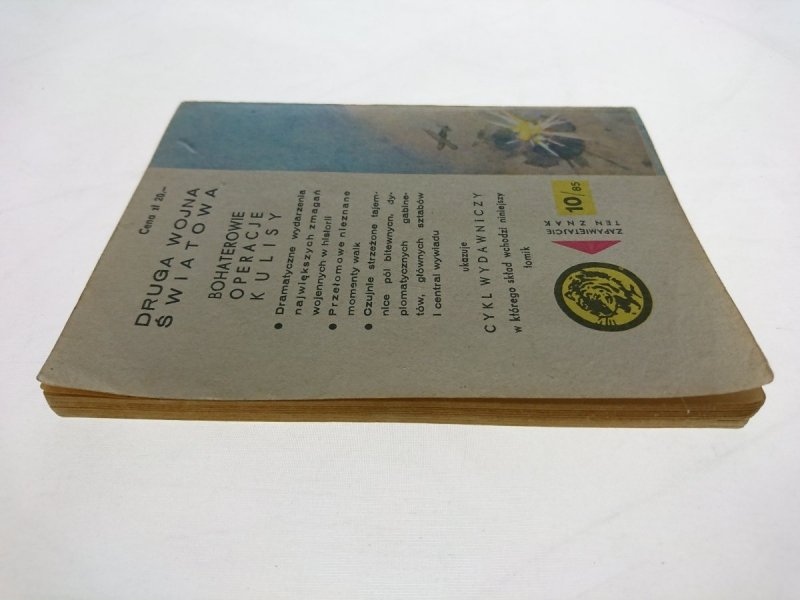 Cena zł 20,—
DRUGA WOJNA
ŚWIATOWA
BOHATEROWIE
OPERACJE
KULISY
● Dramatyczne wydarzenia
największych zmagań
wojennych w historii
● Przełomowe nieznane
momenty walk
● Czujnie strzeżone tajem-
nice pól bitewnych, dy-
plomatycznych gabine-
tów, głównych sztabów
i central wywiadu
ukazuje
CYKL WYDAWNICZY
w którego skład wchodzi niniejszy
tomik
10/85
ZAPAMIĘTAJCIE
TEN ZNAK